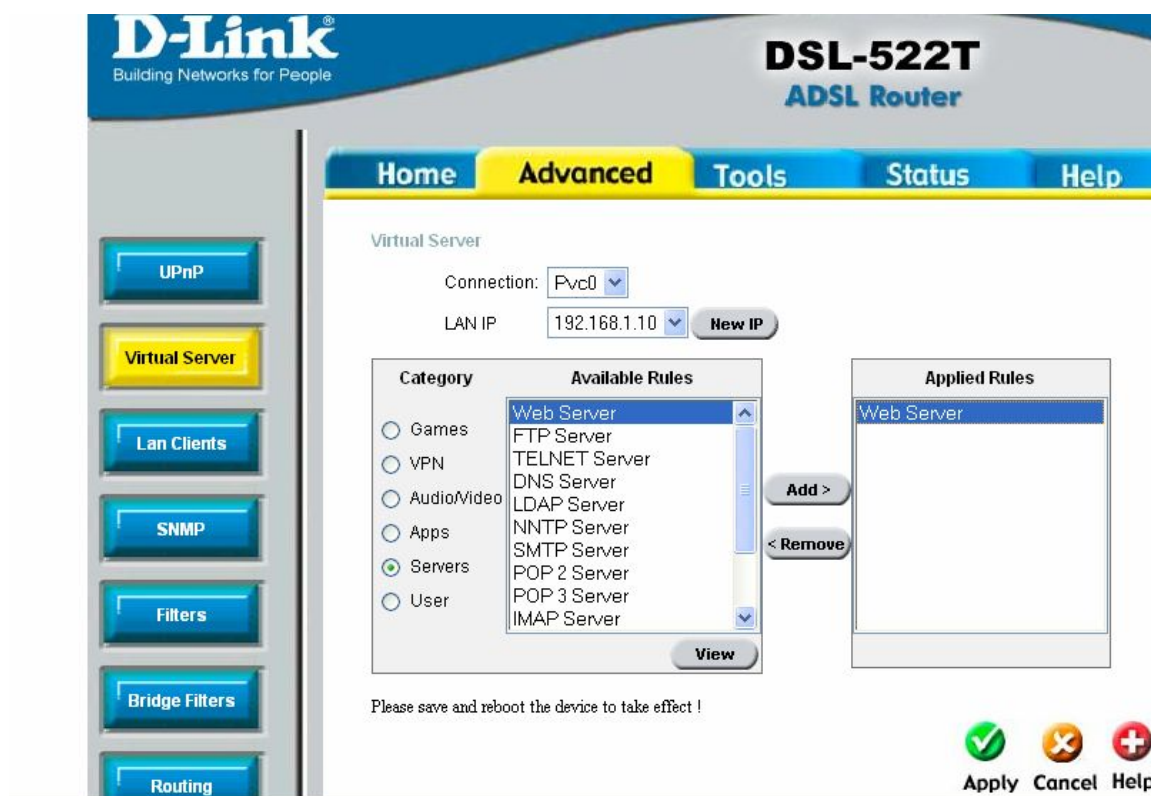 D-Link®
Building Networks for People
DSL-522T
ADSL Router
Home
Advanced
Tools
Status
Help
UPnP
Virtual Server
Lan Clients
SNMP
Filters
Bridge Filters
Routing
Virtual Server
Connection: Pvc0
LAN IP 192.168.1.10 New IP
Category
Available Rules
Applied Rules
Games
VPN
Audio/Video
Apps
Servers
User
Web Server
FTP Server
TELNET Server
DNS Server
LDAP Server
NNTP Server
SMTP Server
POP 2 Server
POP 3 Server
IMAP Server
View
Add >
< Remove
Web Server
Please save and reboot the device to take effect !
Apply Cancel Help